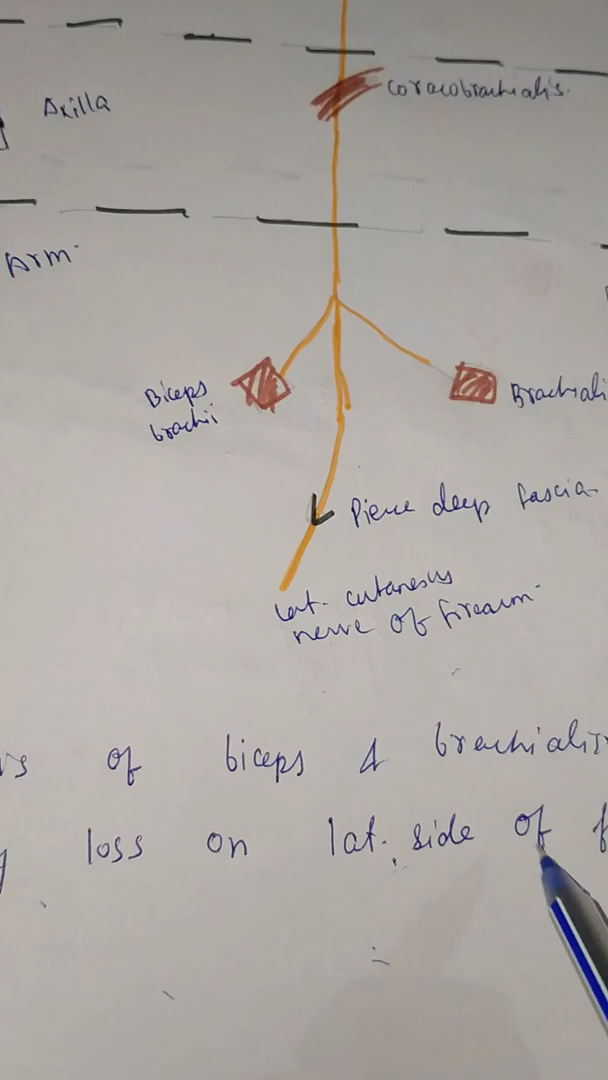 Coracobrachialis.
Axilla
Arm.
Biceps
brachii
Brachiali
Pierce deep fascia
Lat. cutaneous
nerve of firearm.
of biceps & brachialis
loss on lat. side of f